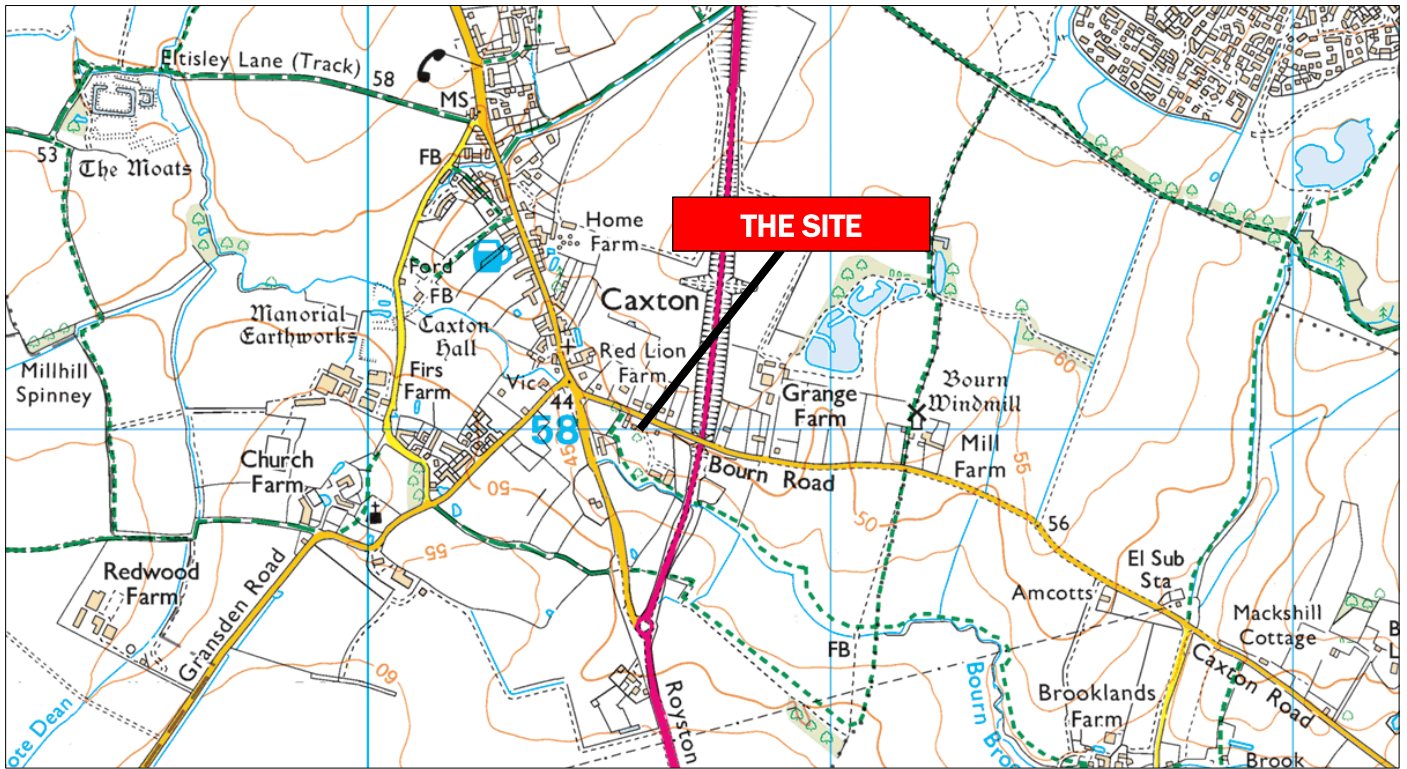 Eltisley Lane (Track)
58
MS
53
The Moats
FB
THE SITE
Home
Farm
Ford
FB
Caxton
Manorial
Earthworks
Caxton
Hall
Red Lion
Farm
Millhill
Spinney
Firs
Farm
Vic
44
58
45
Grange
Farm
Bourn
Windmill
60
Mill
Farm
55
Church
Farm
50
Bourn Road
50
56
55
Redwood
Farm
El Sub
Sta
Amcotts
Mackshill
Cottage
Gransden Road
FB
60
B
L
Caxton Road
Royston
Bourn Broo
Brooklands
Farm
ote Dean
Brook